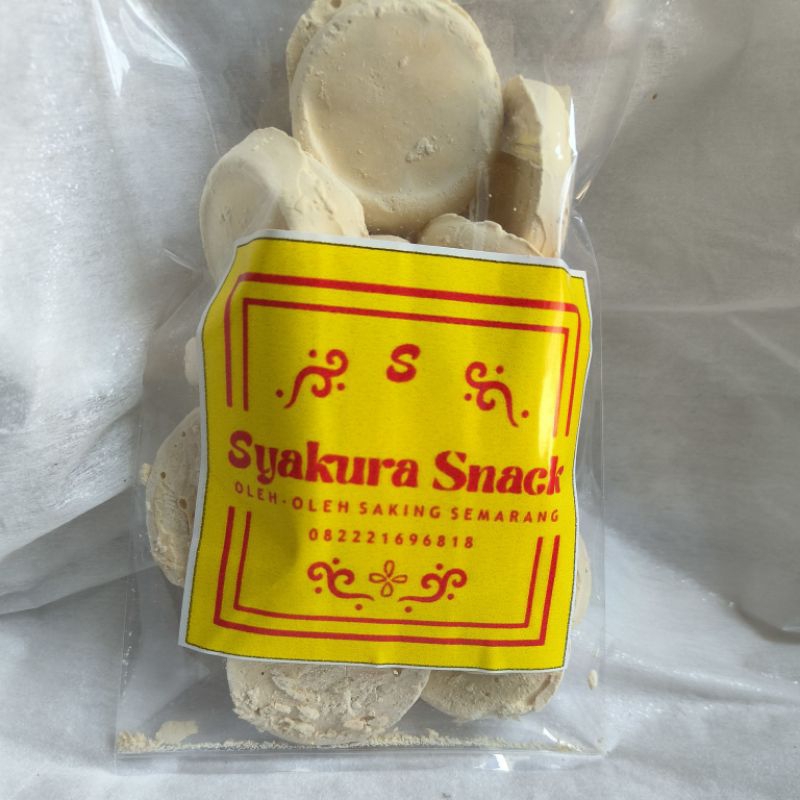 S
Syakura Snack
OLEH-OLEH SAKING SEMARANG
082221696818